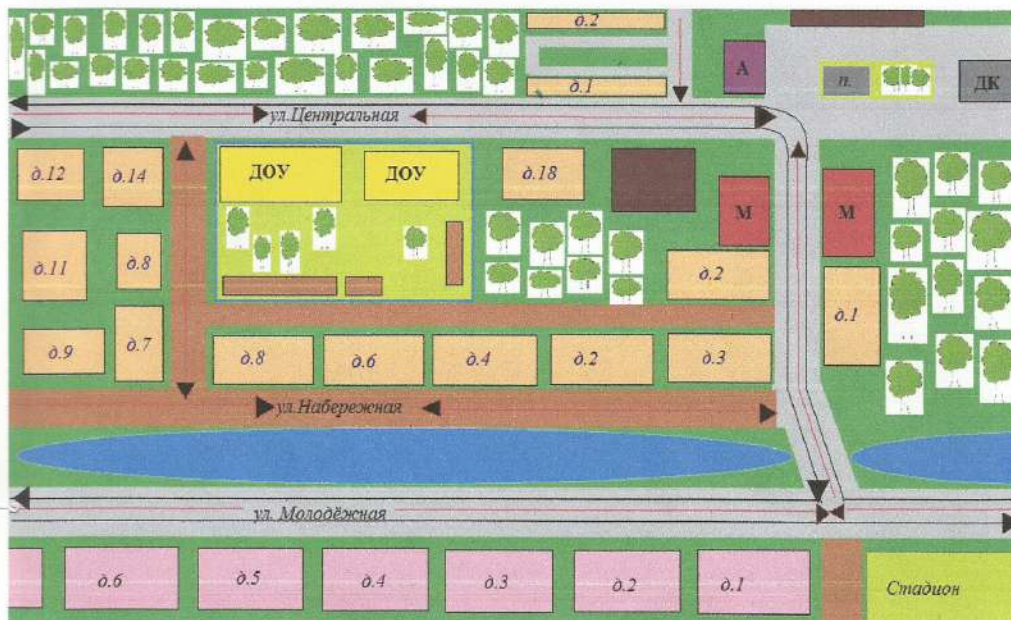 д.2
А
п.
ДК
д.1
ул.Центральная
д.12
д.14
ДОУ
ДОУ
д.18
М
М
д.11
д.8
д.2
д.1
д.9
д.7
д.8
д.6
д.4
д.2
д.3
ул.Набережная
ул. Молодёжная
д.6
д.5
д.4
д.3
д.2
д.1
Стадион